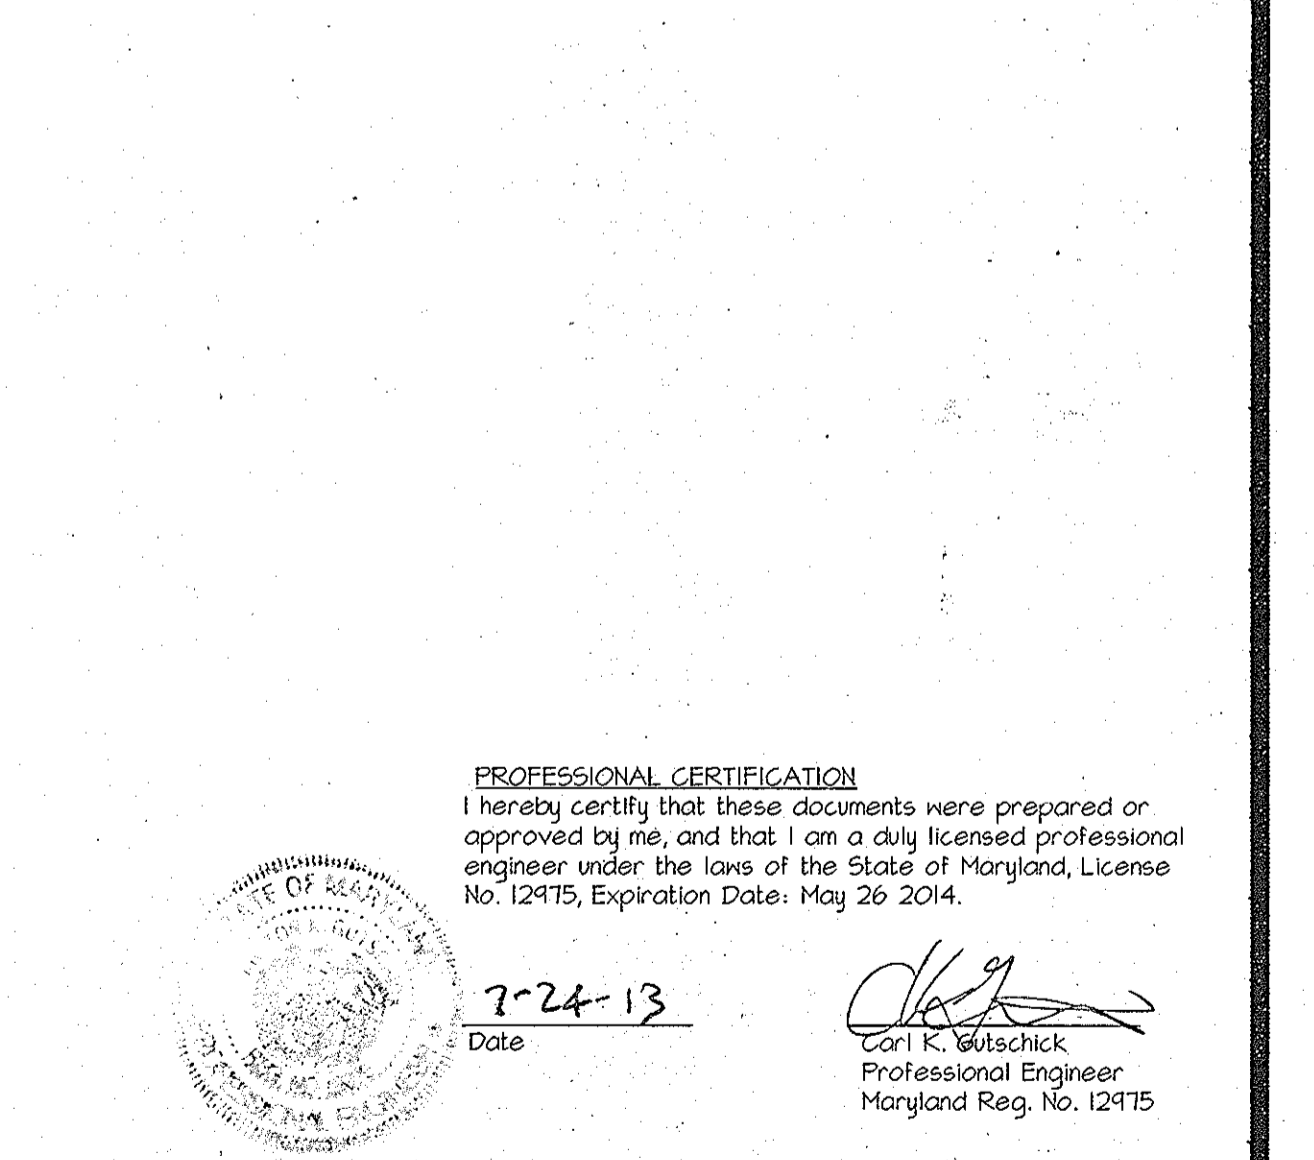 PROFESSIONAL CERTIFICATION
I hereby certify that these documents were prepared or
approved by me, and that I am a duly licensed professional
engineer under the laws of the State of Maryland, License
No. 12975, Expiration Date: May 26 2014.
OF MARYLAND
7-24-13
Date
Carl K. Gutschick
Professional Engineer
Maryland Reg. No. 12975